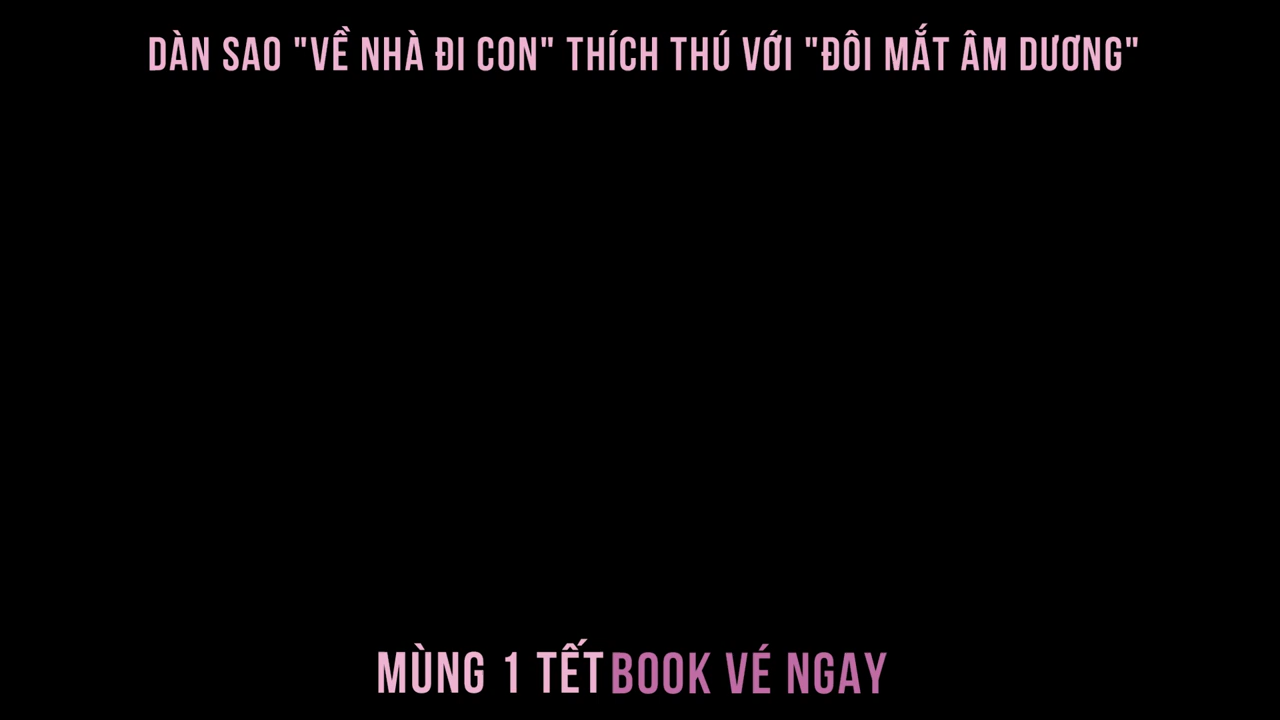 DÀN SAO "VỀ NHÀ ĐI CON" THÍCH THÚ VỚI "ĐÔI MẮT ÂM DƯƠNG"
MÙNG 1 TẾT BOOK VÉ NGAY